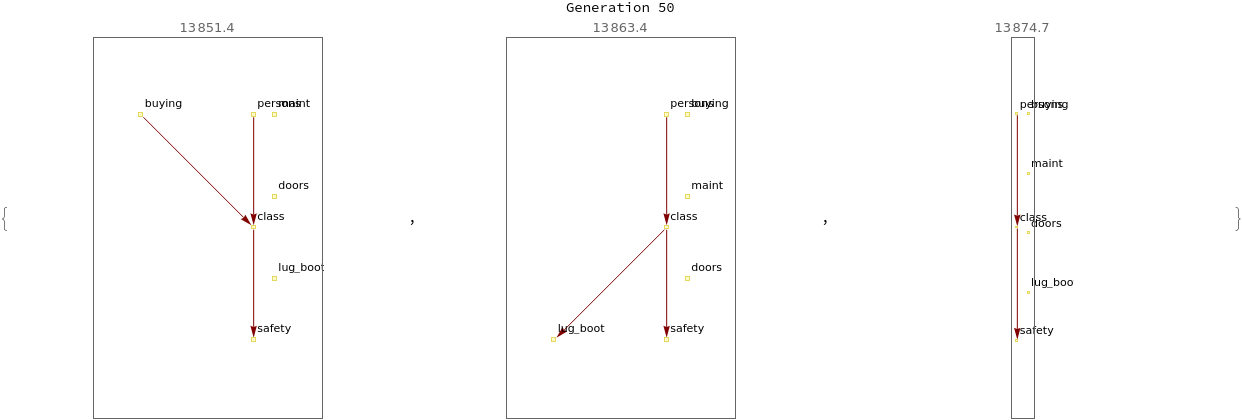 Generation 50
13851.4
buying
persons
maint
doors
class
lug_boot
safety
,
13863.4
persons
buying
maint
class
doors
lug_boot
safety
,
13874.7
persons
buying
maint
class
doors
lug_boo
safety